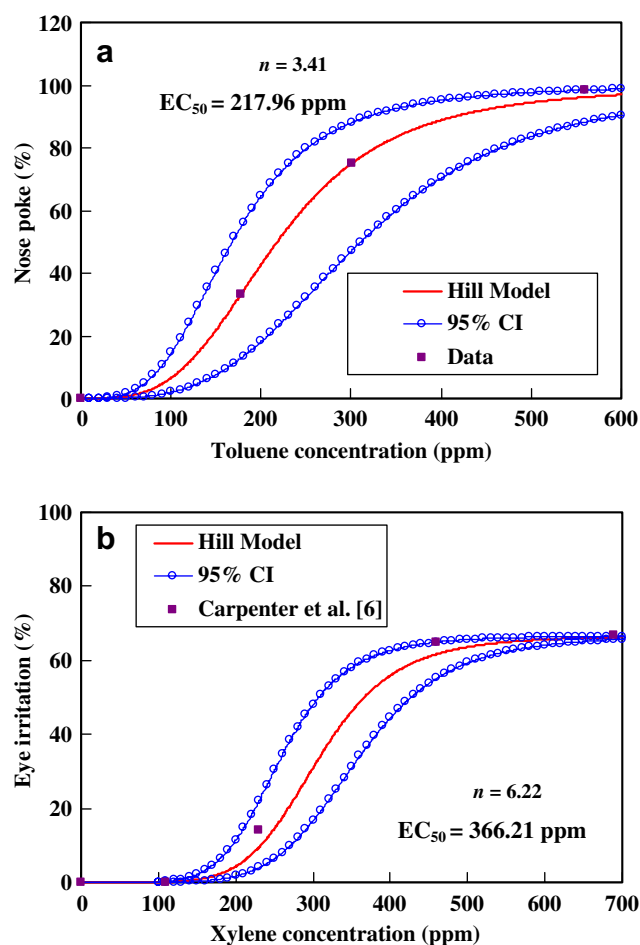 a
n = 3.41
EC50 = 217.96 ppm
Nose poke (%)
120
100
80
60
40
20
0
Hill Model
95% CI
Data
0 100 200 300 400 500 600
Toluene concentration (ppm)
b
Hill Model
95% CI
Carpenter et al. [6]
Eye irritation (%)
100
80
60
40
20
0
n = 6.22
EC50 = 366.21 ppm
0 100 200 300 400 500 600 700
Xylene concentration (ppm)